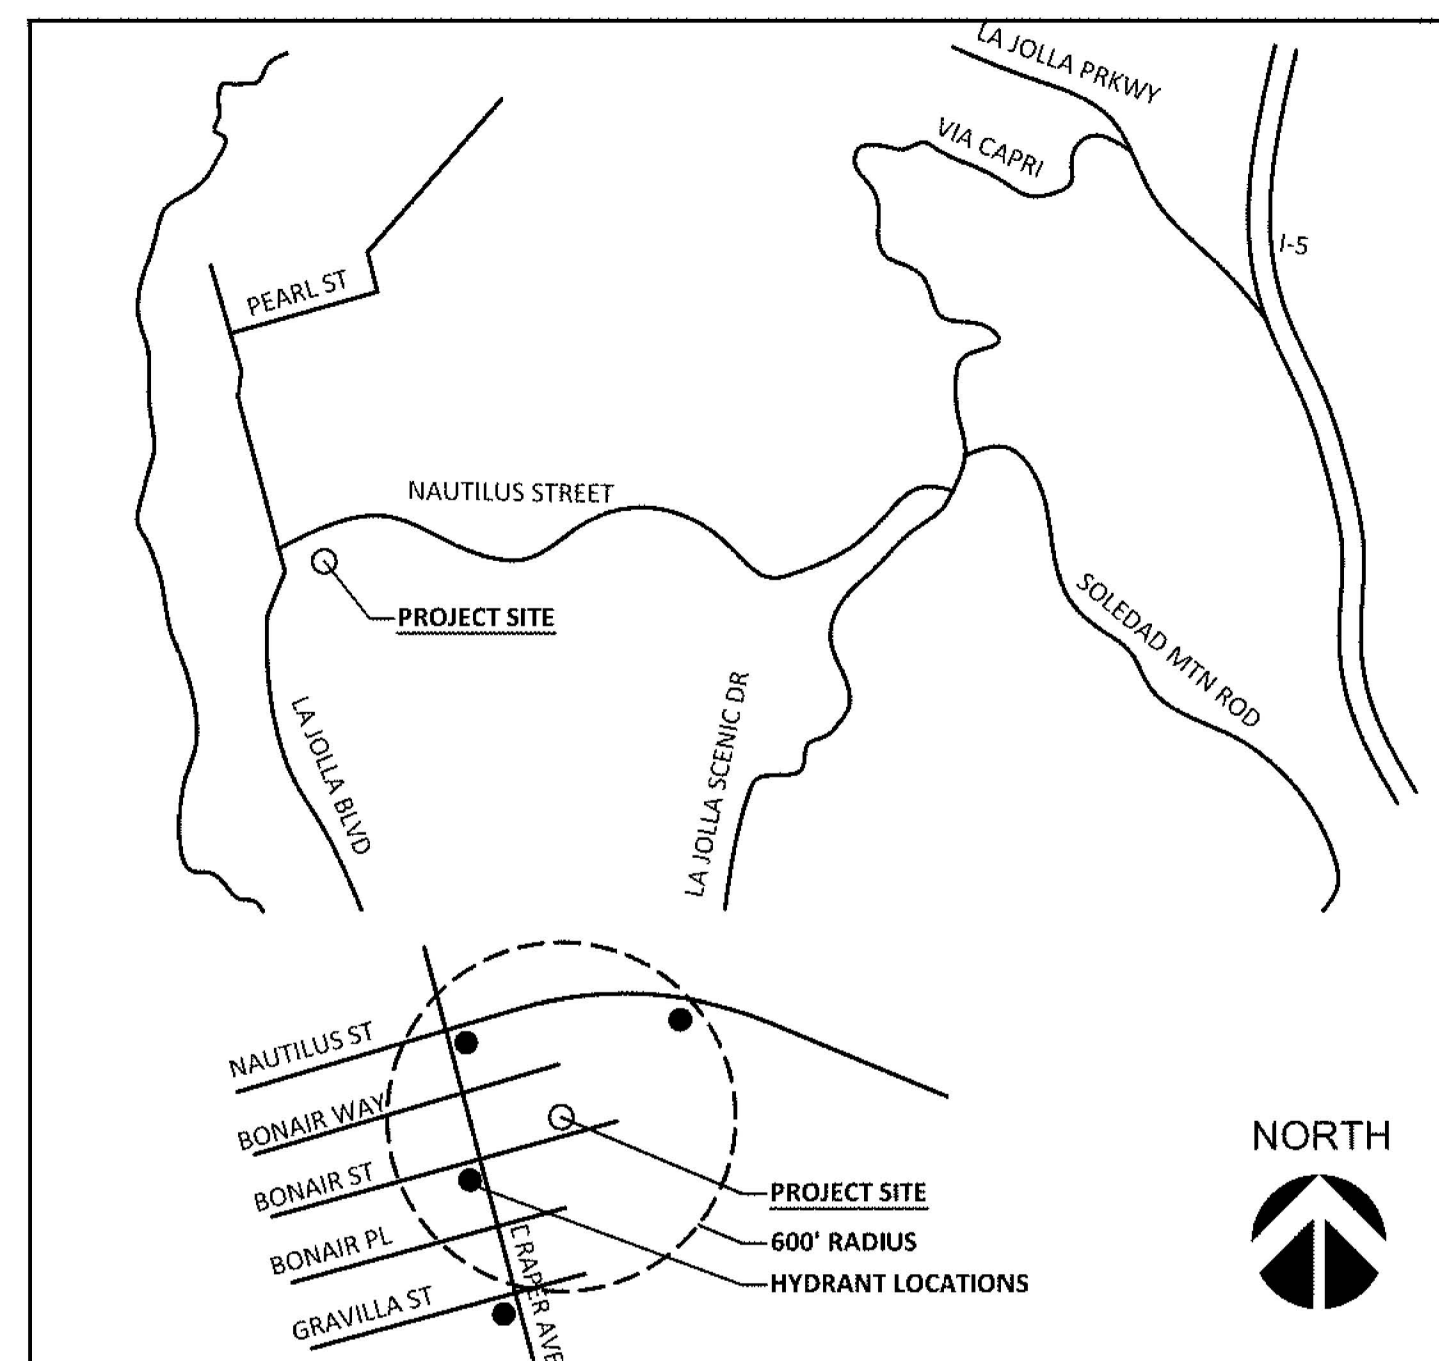 LA JOLLA PRKWY
VIA CAPRI
I-5
PEARL ST
NAUTILUS STREET
PROJECT SITE
SOLEDAD MTN ROD
LA JOLLA BLVD
LA JOLLA SCENIC DR
NAUTILUS ST
BONAIR WAY
BONAIR ST
BONAIR PL
GRAVILLA ST
DRAPER AVE
PROJECT SITE
600' RADIUS
HYDRANT LOCATIONS
NORTH